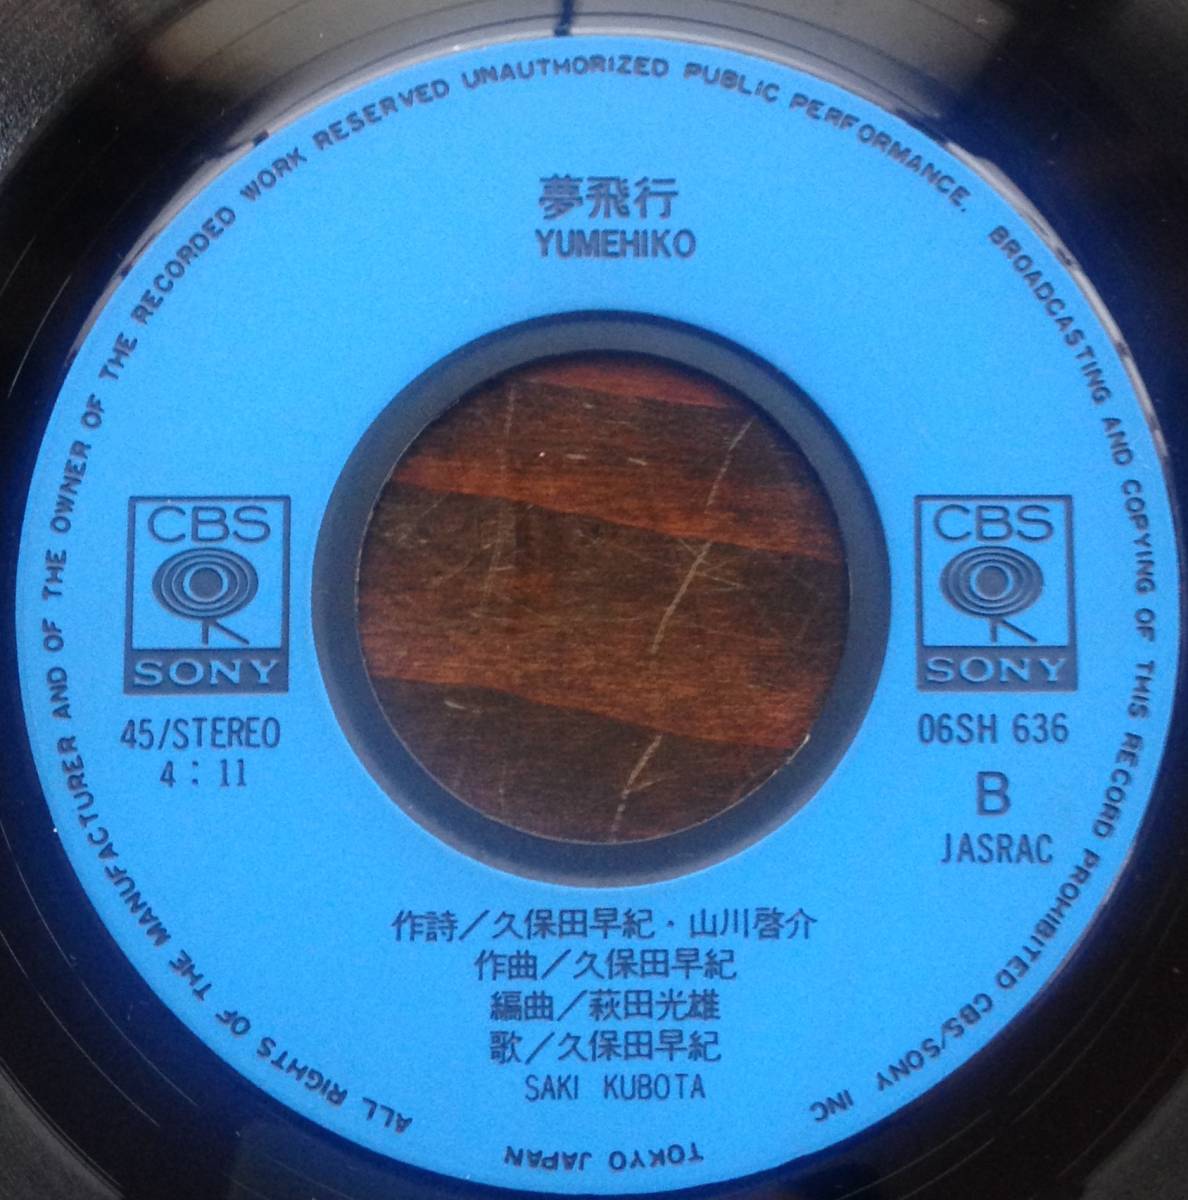 夢飛行
YUMEHIKO
CBS
SONY
45/STEREO
4:11
CBS
SONY
06SH 636
B
JASRAC
作詩/久保田早紀・山川啓介
作曲/久保田早紀
編曲/萩田光雄
歌/久保田早紀
SAKI KUBOTA
ALL RIGHTS OF THE MANUFACTURER AND OF THE OWNER OF THE RECORDED WORK RESERVED UNAUTHORIZED PUBLIC PERFORMANCE. BROADCASTING AND COPYING OF THIS RECORD PROHIBITED CBS/SONY INC
TOKYO JAPAN